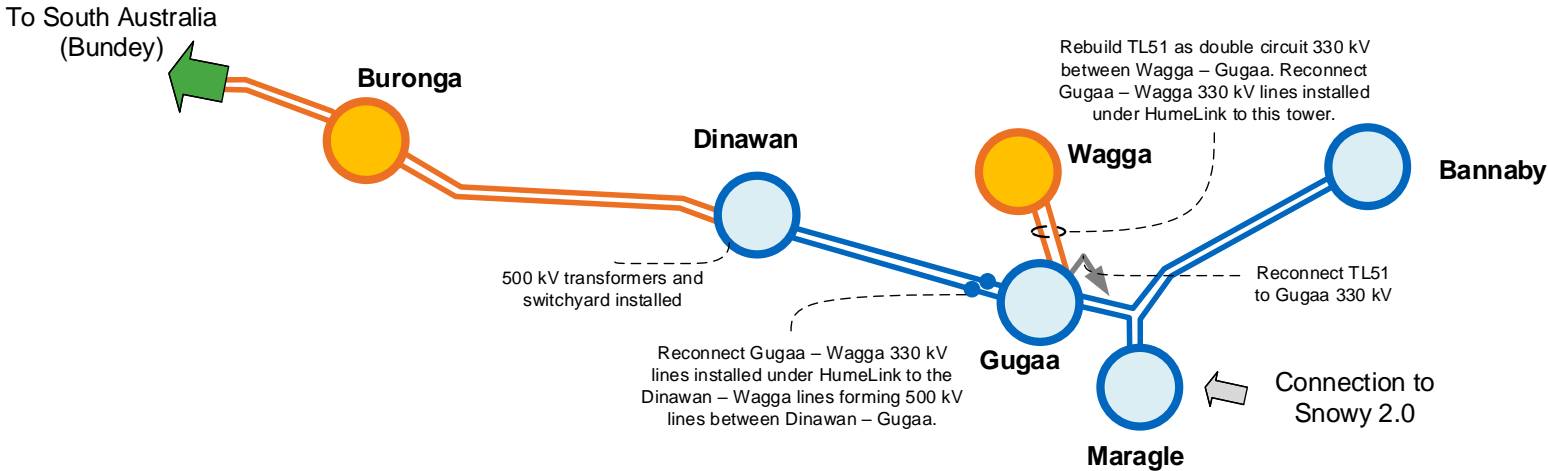 To South Australia
(Bundey)
Buronga
Dinawan
500 kV transformers and
switchyard installed
Rebuild TL51 as double circuit 330 kV
between Wagga – Gugaa. Reconnect
Gugaa – Wagga 330 kV lines installed
under HumeLink to this tower.
Wagga
Bannaby
Reconnect TL51
to Gugaa 330 kV
Gugaa
Reconnect Gugaa – Wagga 330 kV
lines installed under HumeLink to the
Dinawan – Wagga lines forming 500 kV
lines between Dinawan – Gugaa.
Connection to
Snowy 2.0
Maragle